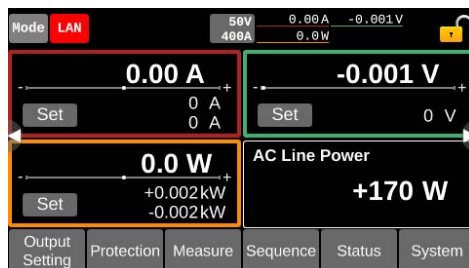 Mode LAN 50V 400A 0.00A -0.001V
0.0W
0.00 A
- +
Set
0 A
0 A
-0.001 V
- +
Set
0 V
0.0 W
- +
Set
+0.002kW
-0.002kW
AC Line Power
+170 W
Output Setting
Protection
Measure
Sequence
Status
System